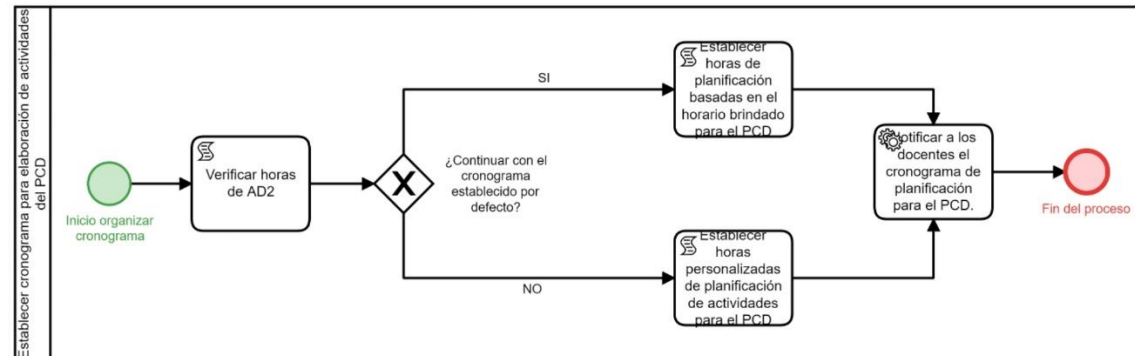 Establecer cronograma para elaboración de actividades
del PCD
Inicio organizar
cronograma
Verificar horas
de AD2
¿Continuar con el
cronograma
establecido por
defecto?
SI
NO
Establecer
horas de
planificación
basadas en el
horario brindado
para el PCD
Establecer
horas
personalizadas
de planificación
de actividades
para el PCD
Notificar a los
docentes el
cronograma de
planificación
para el PCD.
Fin del proceso